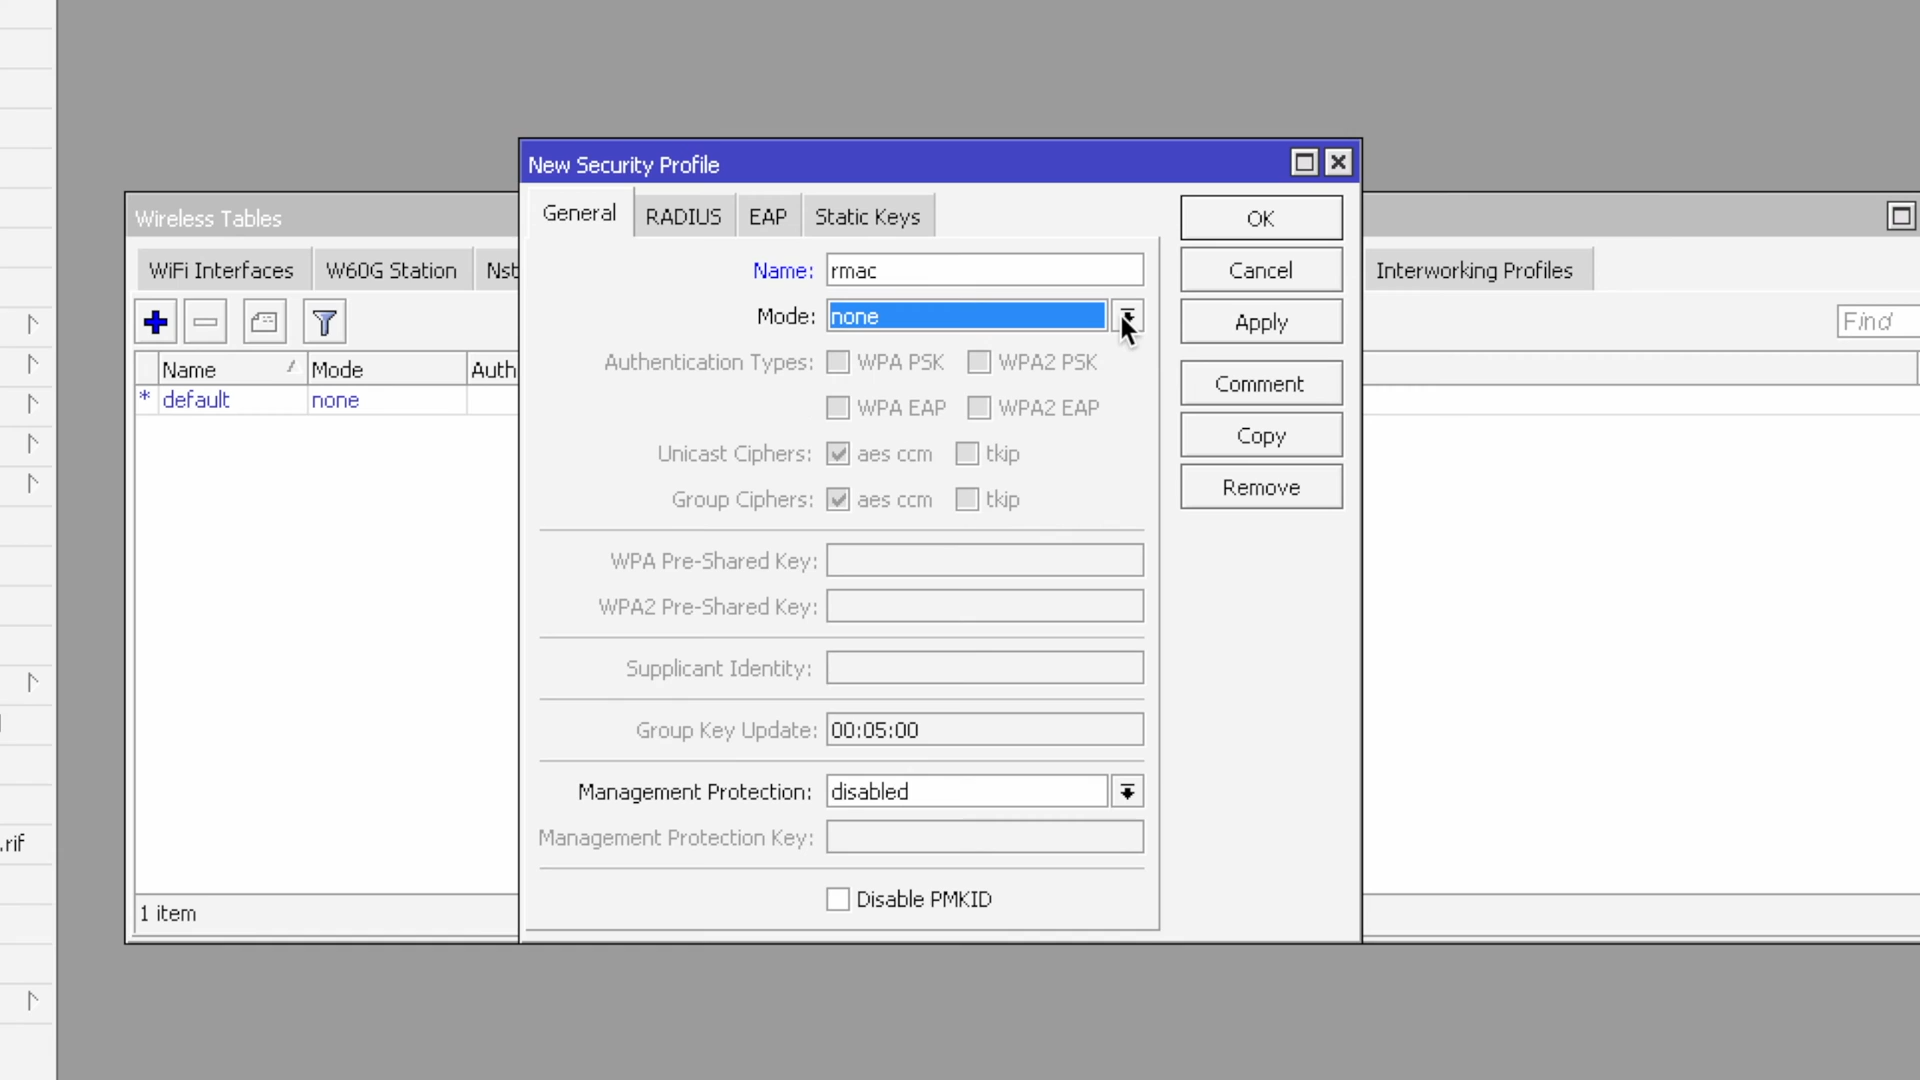 New Security Profile
Wireless Tables
General RADIUS EAP Static Keys
OK
WiFi Interfaces W60G Station Nst
Name: rmac
Cancel
Interworking Profiles
Mode: none
Apply
Find
Authentication Types: WPA PSK WPA2 PSK
Name Mode Auth
Comment
* default none
WPA EAP WPA2 EAP
Copy
Unicast Ciphers: aes ccm tkip
Remove
Group Ciphers: aes ccm tkip
WPA Pre-Shared Key:
WPA2 Pre-Shared Key:
Supplicant Identity:
Group Key Update: 00:05:00
Management Protection: disabled
Management Protection Key:
.rif
Disable PMKID
1 item